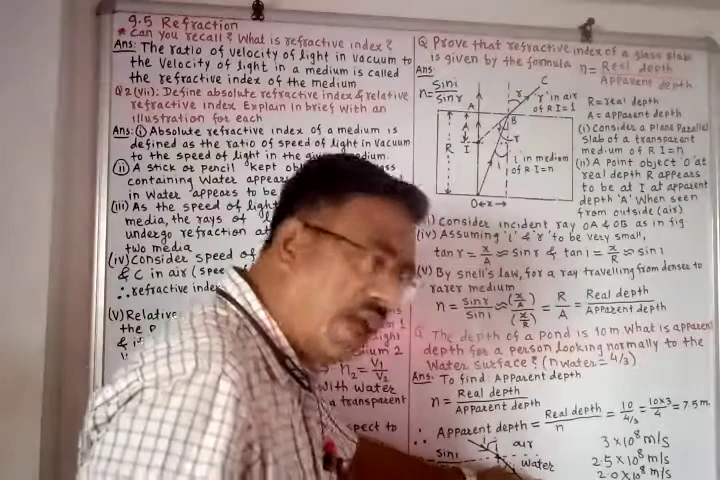 9.5 Refraction
* Can you recall? What is refractive index?
Ans: The ratio of velocity of light in vacuum to
the velocity of light in a medium is called
the refractive index of the medium
Q2(vii): Define absolute refractive index & relative
refractive index Explain in brief with an
illustration for each
Ans: (i) Absolute refractive index of a medium is
defined as the ratio of speed of light in vacuum
to the speed of light in the given medium.
(ii) A stick or pencil kept
containing water appears
in water appears to be
(iii) As the speed of light
media, the rays of
undergo refraction at
two media
(iv) Consider speed of
& C in air (spee
∴ refractive index
(v) Relative
the
&
1
ium 2
n₂ = V₁/V₂
with water
a transparent
spect to
Q Prove that refractive index of a glass slab
is given by the formula n = Real depth/Apparent depth
Ans
n = sin i/sin r
C
r 'r' in air of R I = 1
A
B
R
A
I
r
i
i in medium of R I = n
O x
R = real depth
A = apparent depth
(i) Consider a plane parallel
slab of a transparent
medium of R I = n
(ii) A point object O at
real depth R appears
to be at I at apparent
depth 'A' when seen
from outside (air)
) Consider incident ray OA & OB as in fig
(iv) Assuming 'i' & 'r' to be very small,
tan r = x/A ≈ sin r & tan i = x/R ≈ sin i
(v) By snell's law, for a ray travelling from denser to
rarer medium
n = sin r/sin i ≈ (x/A)/(x/R) = R/A = Real depth/Apparent depth
Q The depth of a pond is 10m What is apparent
depth for a person looking normally to the
water surface? (n water = 4/3)
Ans: To find Apparent depth
n = Real depth/Apparent depth
∴ Apparent depth = Real depth/n = 10/4/3 = 10×3/4 = 7.5 m.
air
sin i
water
3 × 10⁸ m/s
2.5 × 10⁸ m/s
2.0 × 10⁸ m/s